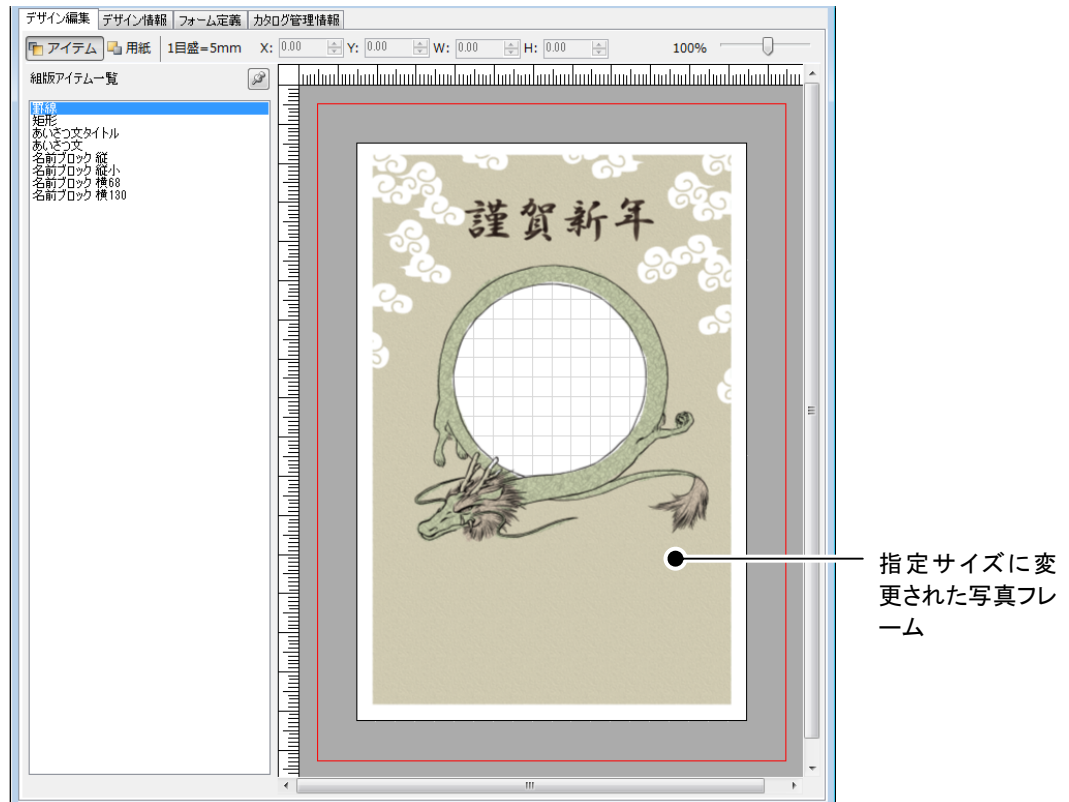 デザイン編集 デザイン情報 フォーム定義 カタログ管理情報
アイテム 用紙 1目盛=5mm X: 0.00 Y: 0.00 W: 0.00 H: 0.00 100%
組版アイテム一覧
罫線
矩形
あいさつ文タイトル
あいさつ文
名前ブロック 縦
名前ブロック 縦小
名前ブロック 横68
名前ブロック 横130
謹賀新年
指定サイズに変
更された写真フレ
ーム